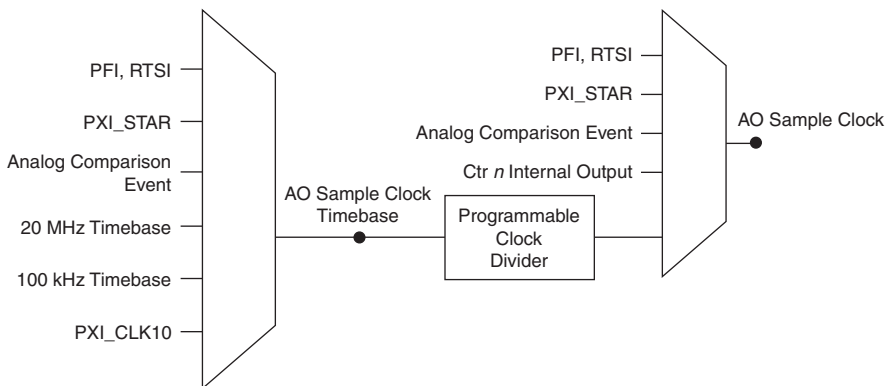 PFI, RTSI
PXI_STAR
Analog Comparison
Event
20 MHz Timebase
100 kHz Timebase
PXI_CLK10
AO Sample Clock
Timebase
Programmable
Clock
Divider
PFI, RTSI
PXI_STAR
Analog Comparison Event
Ctr n Internal Output
AO Sample Clock